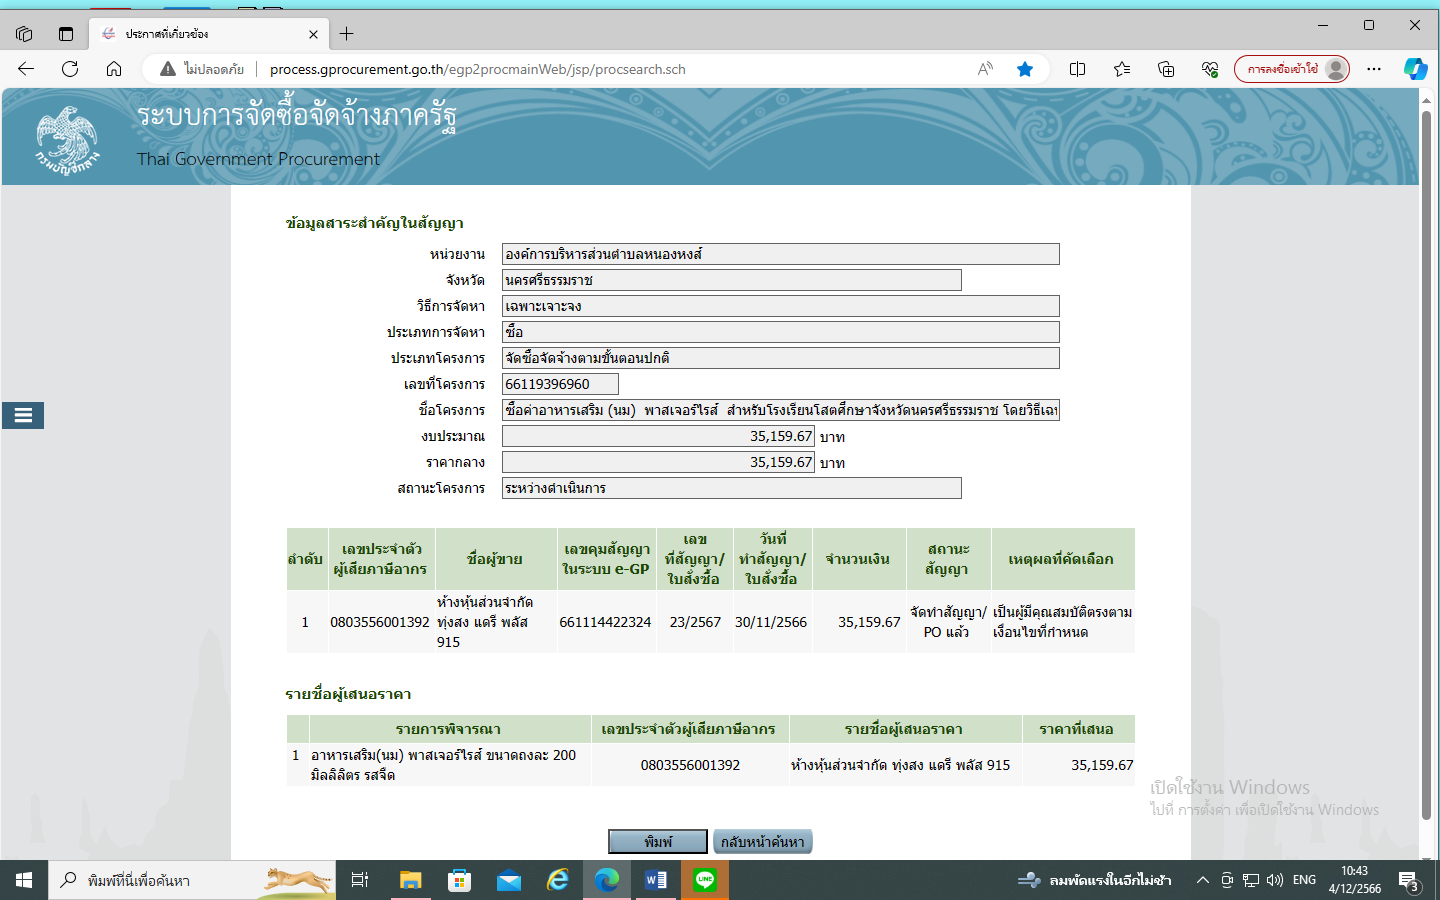 ประกาศที่เกี่ยวข้อง
ไม่ปลอดภัย
process.gprocurement.go.th/egp2procmainWeb/jsp/procsearch.sch
การลงชื่อเข้าใช้
ระบบการจัดซื้อจัดจ้างภาครัฐ
Thai Government Procurement
กรมบัญชีกลาง
ข้อมูลสาระสำคัญในสัญญา
หน่วยงาน องค์การบริหารส่วนตำบลหนองหงส์
จังหวัด นครศรีธรรมราช
วิธีการจัดหา เฉพาะเจาะจง
ประเภทการจัดหา ซื้อ
ประเภทโครงการ จัดซื้อจัดจ้างตามขั้นตอนปกติ
เลขที่โครงการ 66119396960
ชื่อโครงการ ซื้อค่าอาหารเสริม (นม) พาสเจอร์ไรส์ สำหรับโรงเรียนโสตศึกษาจังหวัดนครศรีธรรมราช โดยวิธีเฉพ
งบประมาณ 35,159.67 บาท
ราคากลาง 35,159.67 บาท
สถานะโครงการ ระหว่างดำเนินการ
ลำดับ
เลขประจำตัว
ผู้เสียภาษีอากร
ชื่อผู้ขาย
เลขคุมสัญญา
ในระบบ e-GP
เลข
ที่สัญญา/
ใบสั่งซื้อ
วันที่
ทำสัญญา/
ใบสั่งซื้อ
จำนวนเงิน
สถานะ
สัญญา
เหตุผลที่คัดเลือก
1
0803556001392
ห้างหุ้นส่วนจำกัด
ทุ่งสง แดรี่ พลัส
915
661114422324
23/2567
30/11/2566
35,159.67
จัดทำสัญญา/
PO แล้ว
เป็นผู้มีคุณสมบัติตรงตาม
เงื่อนไขที่กำหนด
รายชื่อผู้เสนอราคา
รายการพิจารณา
เลขประจำตัวผู้เสียภาษีอากร
รายชื่อผู้เสนอราคา
ราคาที่เสนอ
1
อาหารเสริม(นม) พาสเจอร์ไรส์ ขนาดถุงละ 200
มิลลิลิตร รสจืด
0803556001392
ห้างหุ้นส่วนจำกัด ทุ่งสง แดรี่ พลัส 915
35,159.67
เปิดใช้งาน Windows
ไปที่ การตั้งค่า เพื่อเปิดใช้งาน Windows
พิมพ์
กลับหน้าค้นหา
พิมพ์ที่นี่เพื่อค้นหา
LINE
ลมพัดแรงในอีกไม่ช้า
ENG
10:43
4/12/2566
3